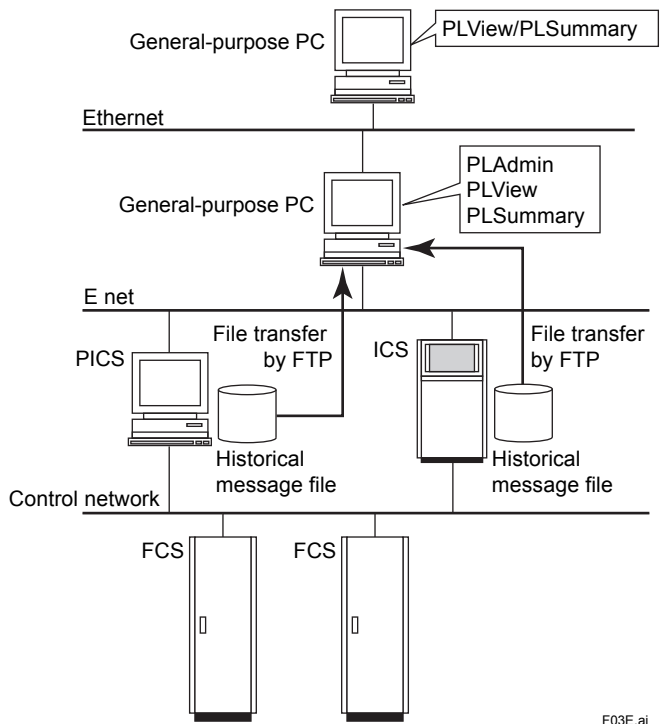 General-purpose PC
PLView/PLSummary
Ethernet
General-purpose PC
PLAdmin
PLView
PLSummary
E net
PICS
File transfer
by FTP
ICS
File transfer
by FTP
Historical
message file
Historical
message file
Control network
FCS
FCS
F03E.ai